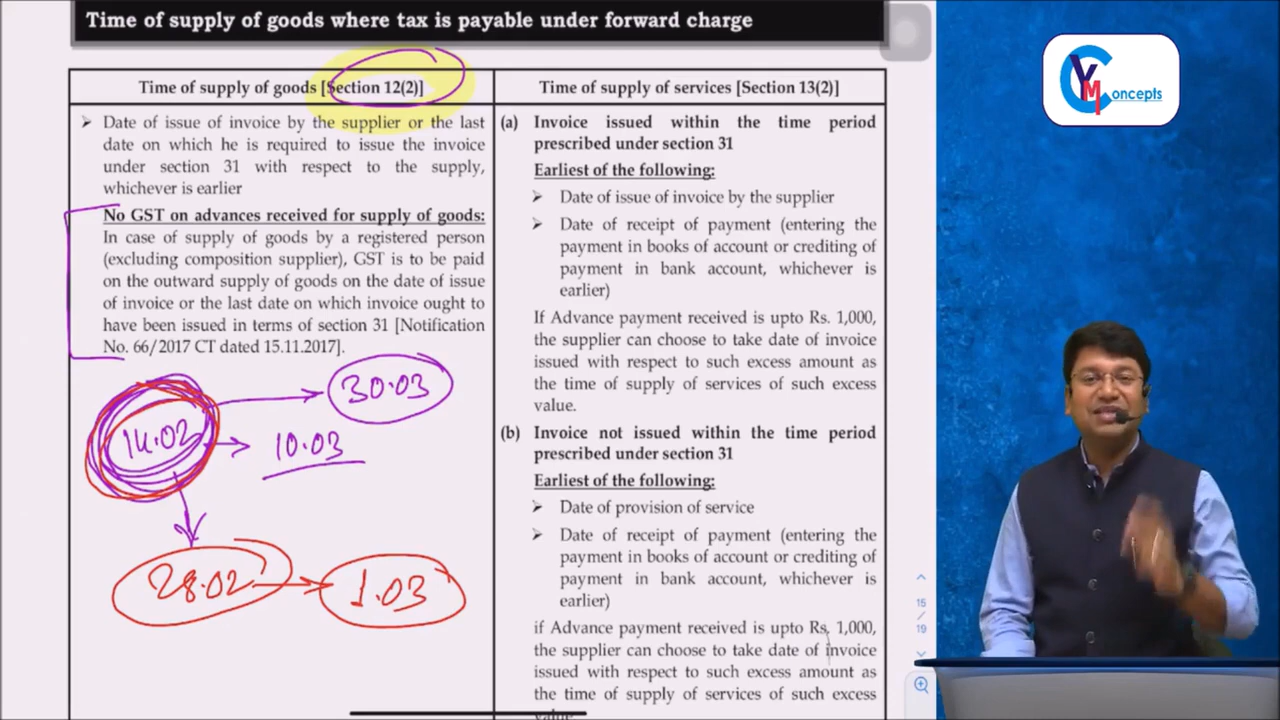 Time of supply of goods where tax is payable under forward charge
Time of supply of goods [Section 12(2)]
➤ Date of issue of invoice by the supplier or the last
date on which he is required to issue the invoice
under section 31 with respect to the supply,
whichever is earlier
No GST on advances received for supply of goods:
In case of supply of goods by a registered person
(excluding composition supplier), GST is to be paid
on the outward supply of goods on the date of issue
of invoice or the last date on which invoice ought to
have been issued in terms of section 31 [Notification
No. 66/2017 CT dated 15.11.2017].
30.03
14.02
10.03
28.02
1.03
Time of supply of services [Section 13(2)]
(a) Invoice issued within the time period
prescribed under section 31
Earliest of the following:
➤ Date of issue of invoice by the supplier
➤ Date of receipt of payment (entering the
payment in books of account or crediting of
payment in bank account, whichever is
earlier)
If Advance payment received is upto Rs. 1,000,
the supplier can choose to take date of invoice
issued with respect to such excess amount as
the time of supply of services of such excess
value.
(b) Invoice not issued within the time period
prescribed under section 31
Earliest of the following:
➤ Date of provision of service
➤ Date of receipt of payment (entering the
payment in books of account or crediting of
payment in bank account, whichever is
earlier)
if Advance payment received is upto Rs. 1,000,
the supplier can choose to take date of invoice
issued with respect to such excess amount as
the time of supply of services of such excess
value
CYM oncepts
15
/
19